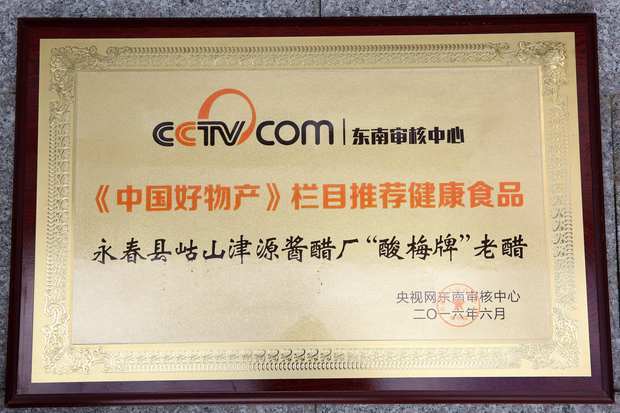 CCTV.COM | 东南审核中心
《中国好物产》栏目推荐健康食品
永春县岵山津源酱醋厂“酸梅牌”老醋
央视网东南审核中心
二〇一六年六月